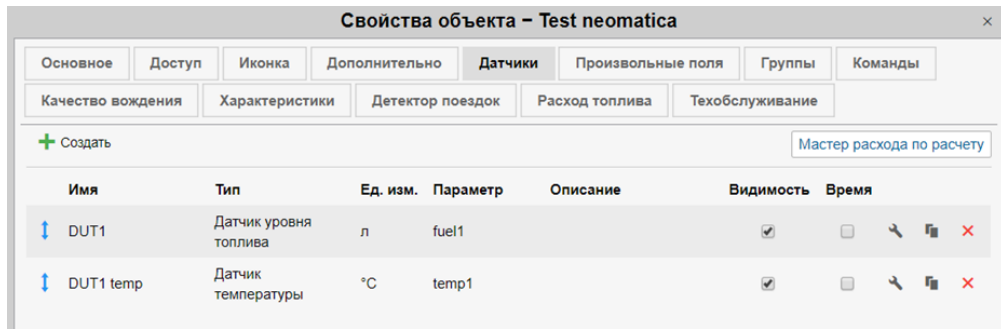 Свойства объекта – Test neomatica ×
Основное Доступ Иконка Дополнительно Датчики Произвольные поля Группы Команды
Качество вождения Характеристики Детектор поездок Расход топлива Техобслуживание
Создать Мастер расхода по расчету
Имя Тип Ед. изм. Параметр Описание Видимость Время
DUT1 Датчик уровня топлива л fuel1
DUT1 temp Датчик температуры °C temp1